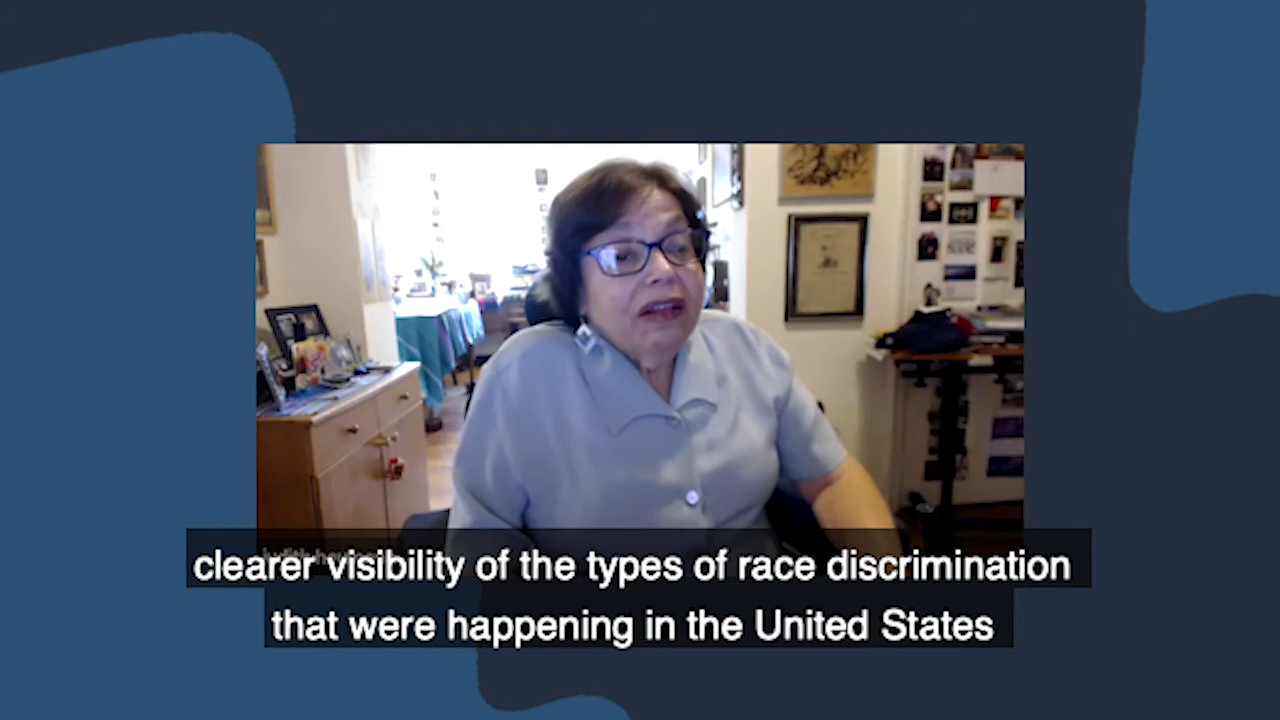 clearer visibility of the types of race discrimination
that were happening in the United States